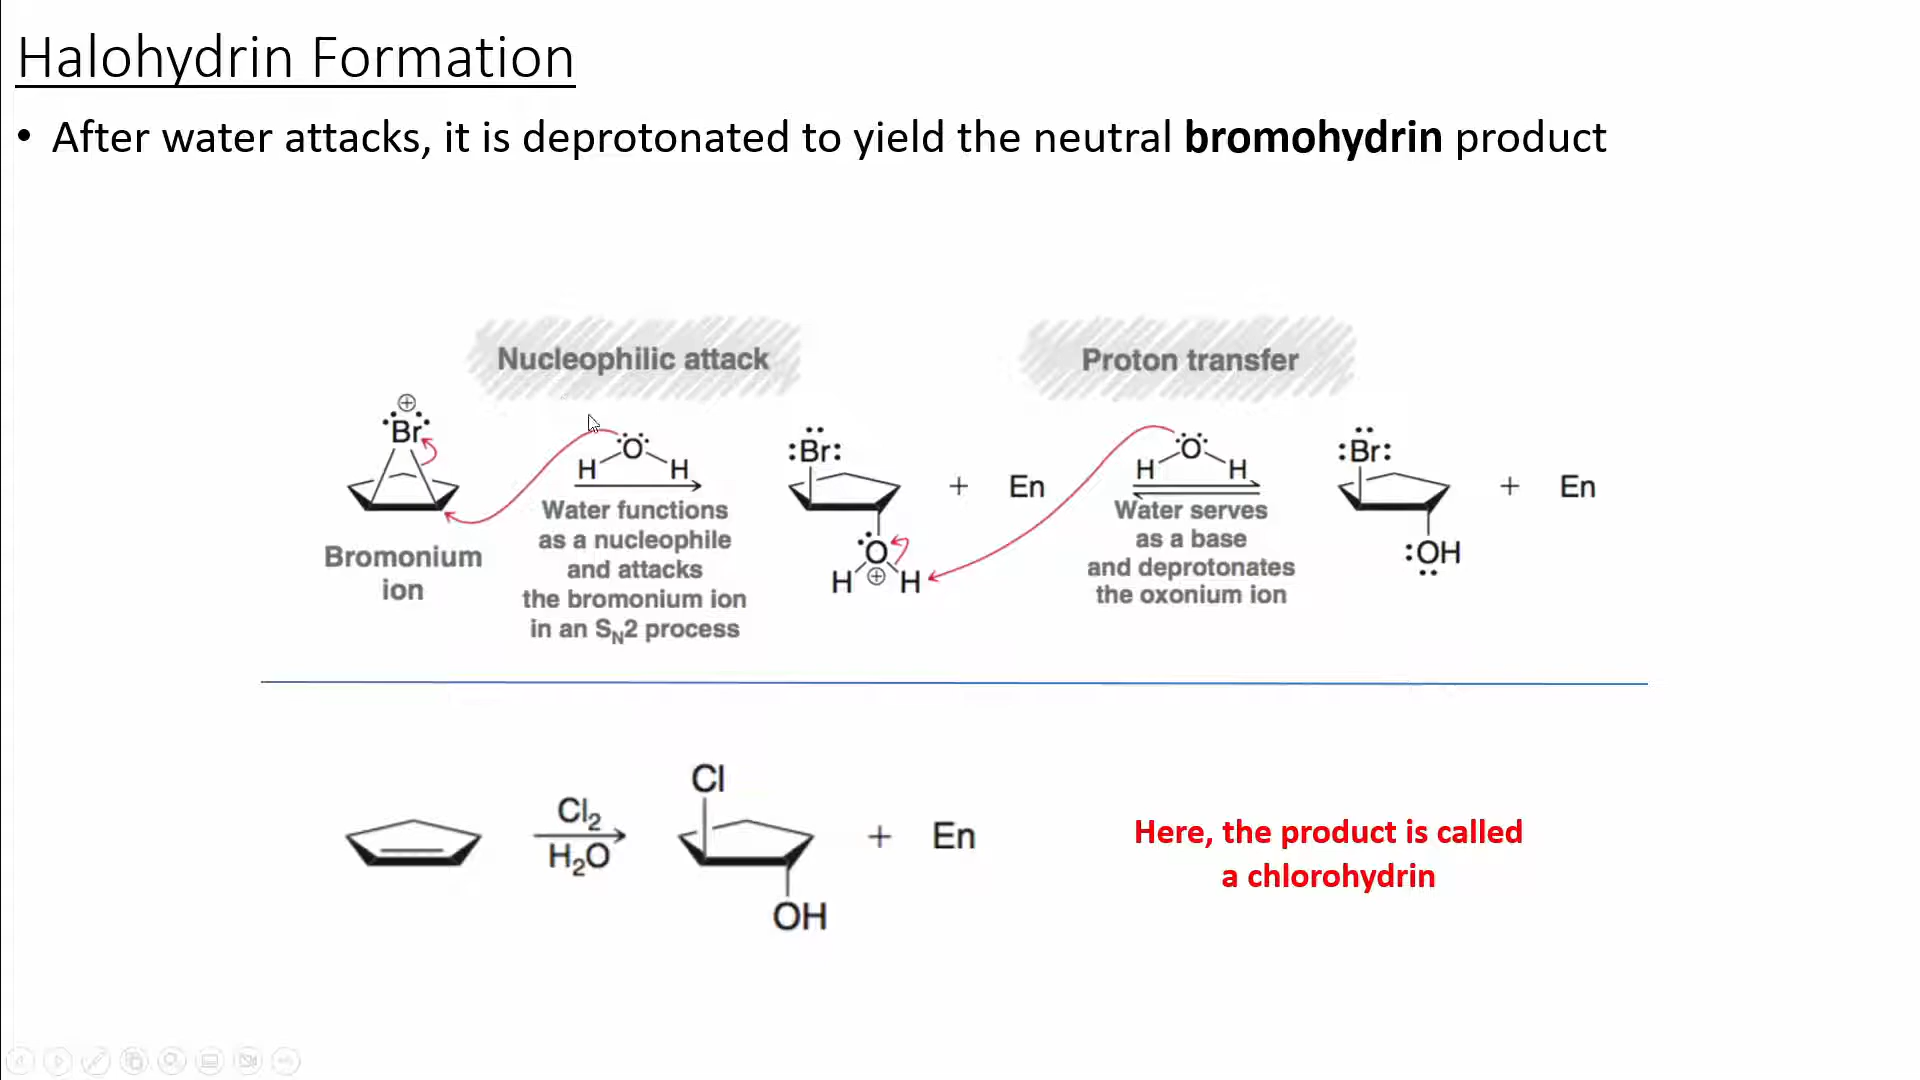 Halohydrin Formation
• After water attacks, it is deprotonated to yield the neutral bromohydrin product
Nucleophilic attack
Proton transfer
⊕
:Br:
H O H
:Br:
+ En
H O H
:Br:
+ En
Bromonium
ion
Water functions
as a nucleophile
and attacks
the bromonium ion
in an SN2 process
:O
H ⊕ H
Water serves
as a base
and deprotonates
the oxonium ion
:OH
Cl2
H2O
Cl
OH
+ En
Here, the product is called
a chlorohydrin